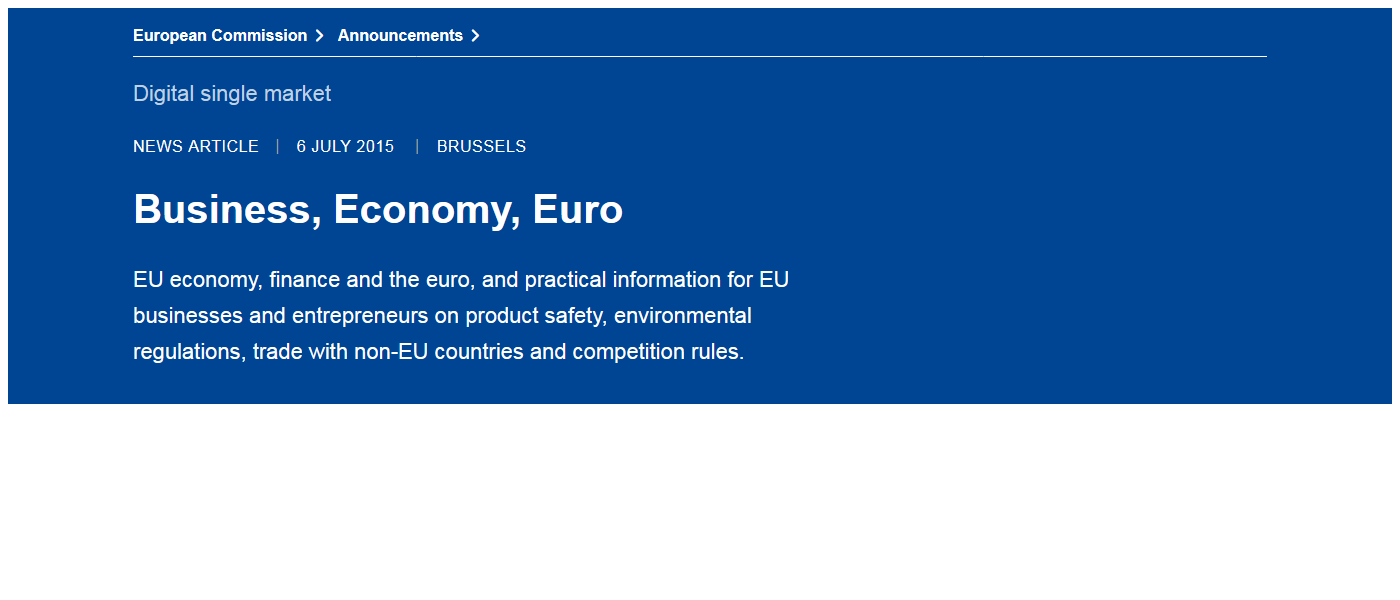 European Commission > Announcements >
Digital single market
NEWS ARTICLE | 6 JULY 2015 | BRUSSELS
Business, Economy, Euro
EU economy, finance and the euro, and practical information for EU
businesses and entrepreneurs on product safety, environmental
regulations, trade with non-EU countries and competition rules.